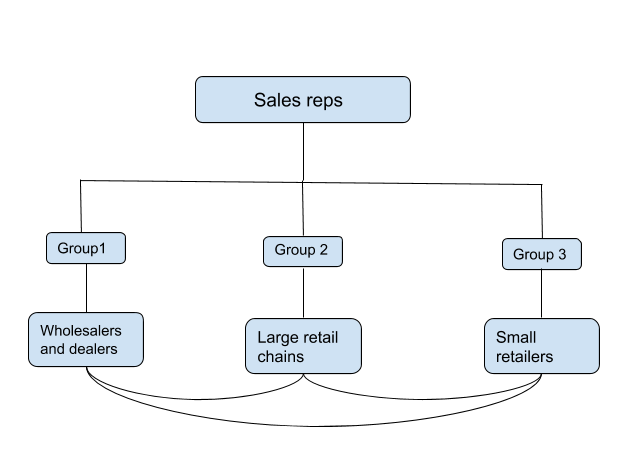 Sales reps
Group1
Group 2
Group 3
Wholesalers
and dealers
Large retail
chains
Small
retailers